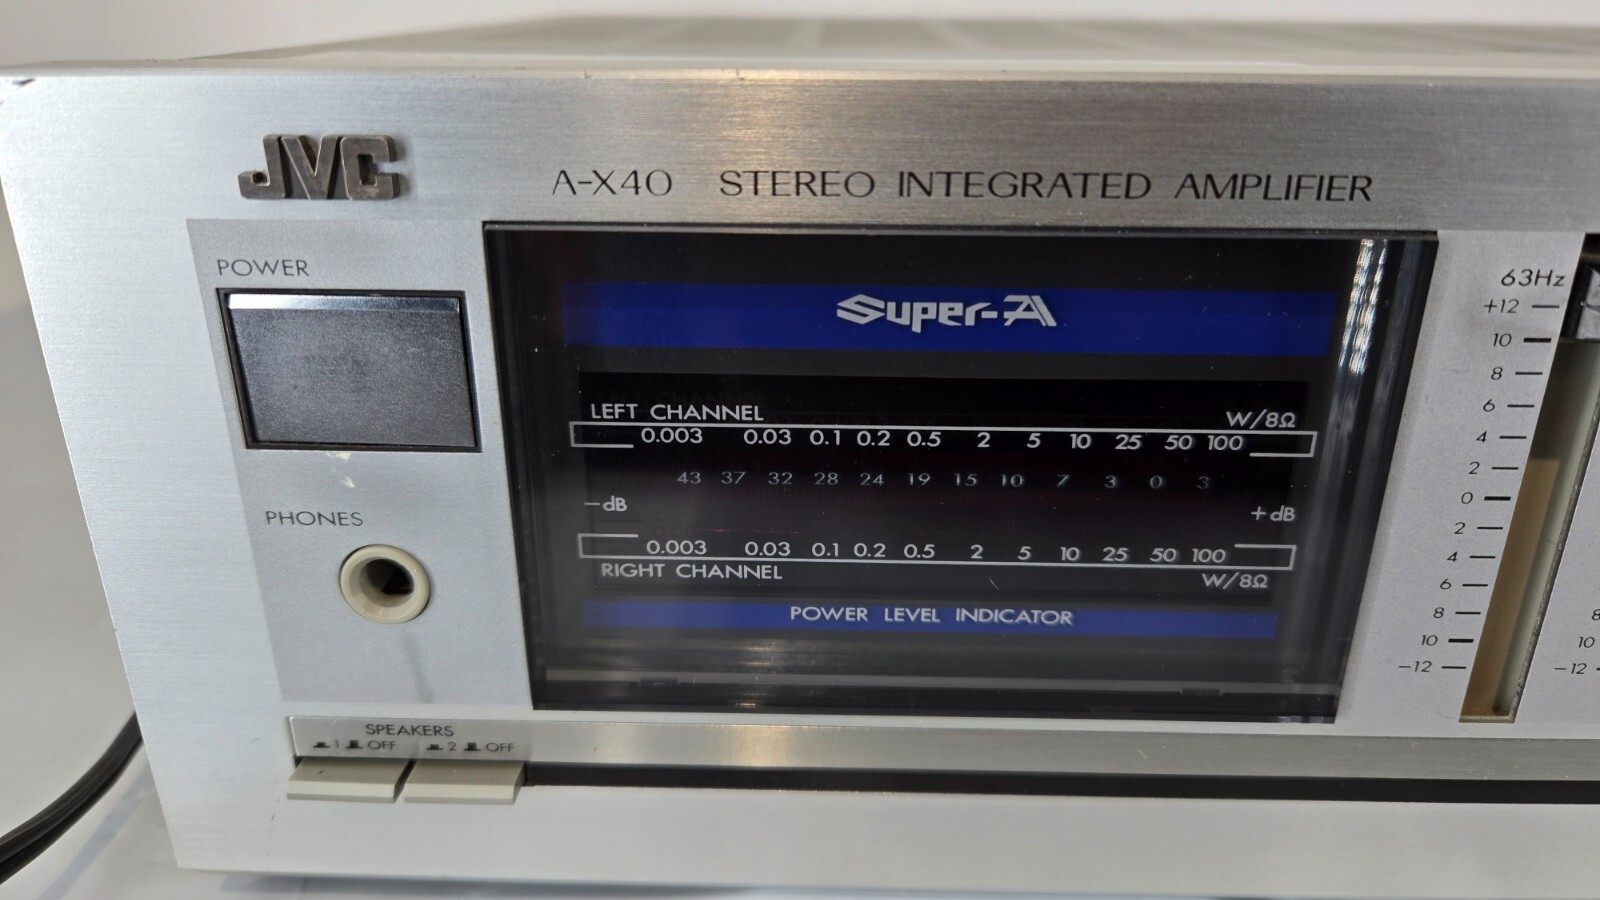 JVC
A-X40 STEREO INTEGRATED AMPLIFIER
POWER
PHONES
SPEAKERS
1 OFF 2 OFF
Super-A
LEFT CHANNEL W/8Ω
0.003 0.03 0.1 0.2 0.5 2 5 10 25 50 100
43 37 32 28 24 19 15 10 7 3 0 3
-dB +dB
0.003 0.03 0.1 0.2 0.5 2 5 10 25 50 100
RIGHT CHANNEL W/8Ω
POWER LEVEL INDICATOR
63Hz
+12
10
8
6
4
2
0
2
4
6
8
10
-12
8
10
-12